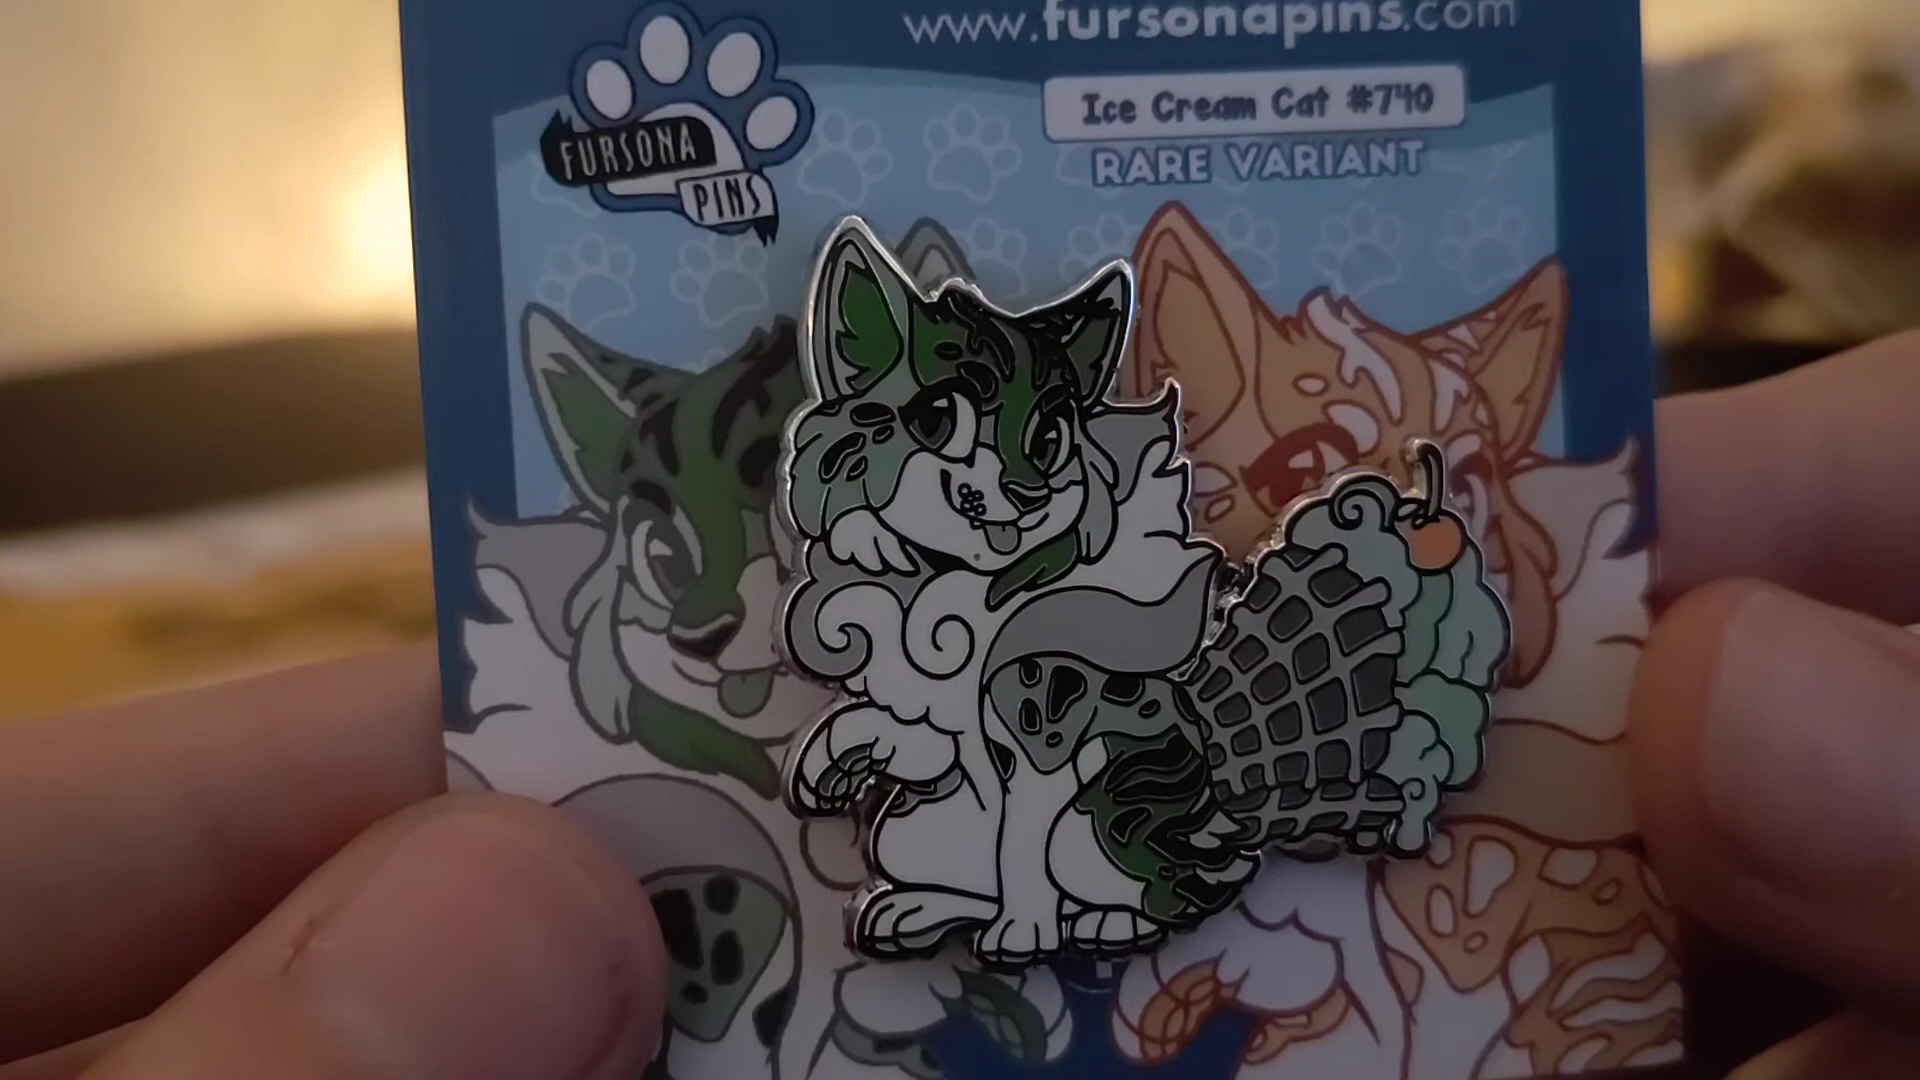 www.fursonapins.com
FURSONA
PINS
Ice Cream Cat #740
RARE VARIANT